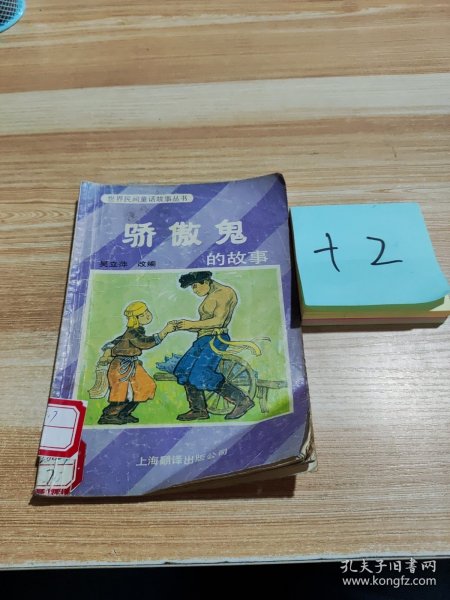 世界民间童话故事丛书
骄傲鬼
的故事
吴立萍 改编
上海翻译出版公司
7
+2
孔夫子旧书网
www.kongfz.com